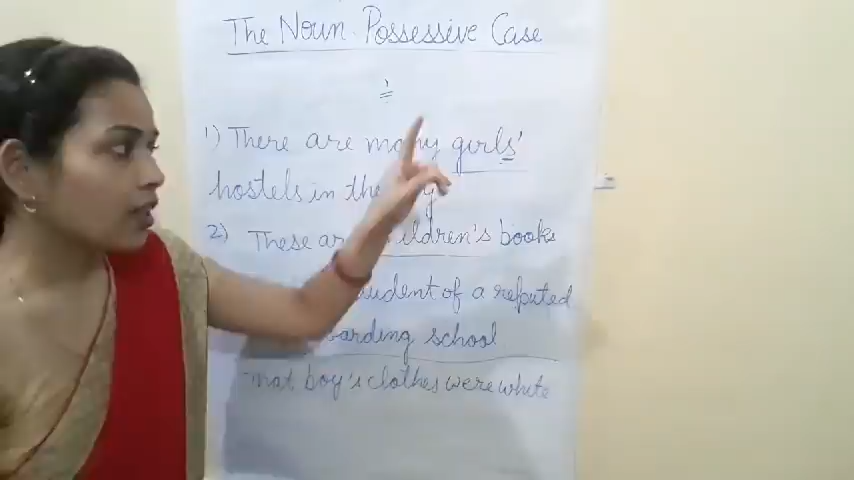 The Noun Possessive Case
'
1) There are many girls'
hostels in the
2) These are children's books
student of a reputed
boarding school
that boy's clothes were white